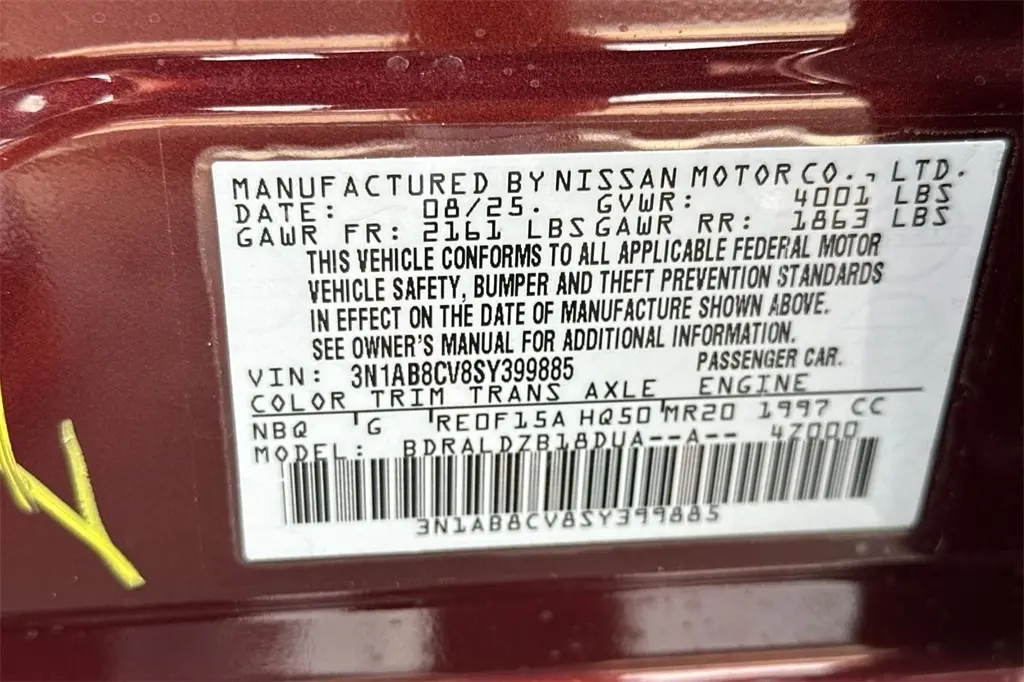 MANUFACTURED BY NISSAN MOTOR CO., LTD.
DATE: 08/25. GVWR: 4001 LBS
GAWR FR: 2161 LBS GAWR RR: 1863 LBS
THIS VEHICLE CONFORMS TO ALL APPLICABLE FEDERAL MOTOR
VEHICLE SAFETY, BUMPER AND THEFT PREVENTION STANDARDS
IN EFFECT ON THE DATE OF MANUFACTURE SHOWN ABOVE.
SEE OWNER'S MANUAL FOR ADDITIONAL INFORMATION.
VIN: 3N1AB8CV8SY399885 PASSENGER CAR.
COLOR TRIM TRANS AXLE ENGINE
NBQ G RE0F15A HQ50 MR20 1997 CC
MODEL: BDRALDZB18DUA--A-- 4Z000
3N1AB8CV8SY399885